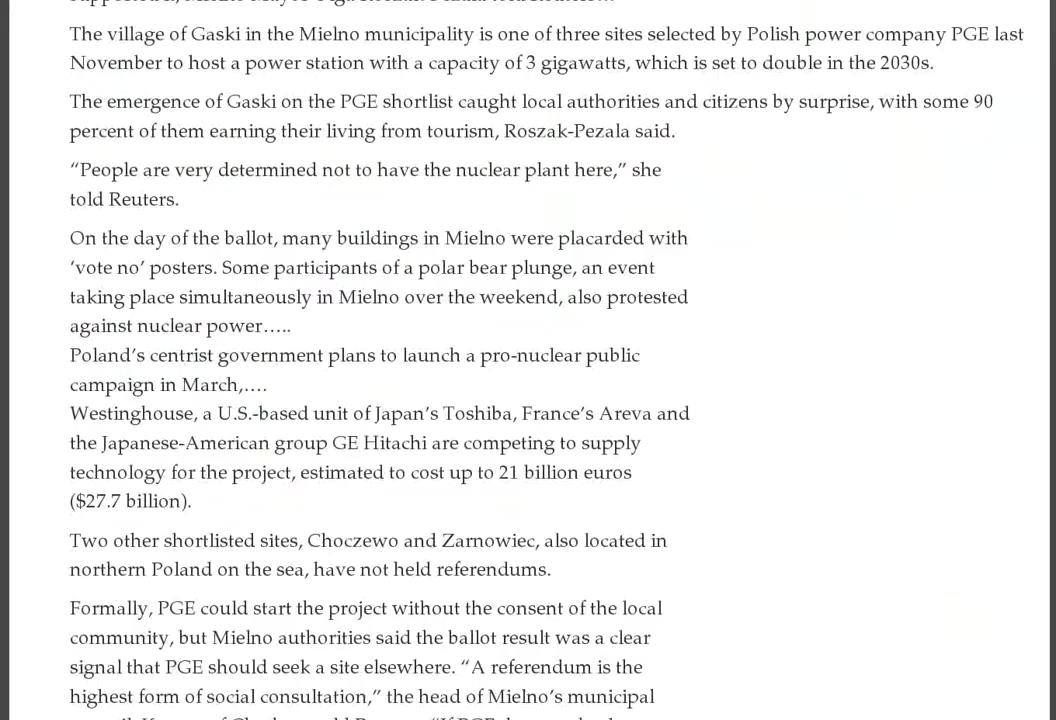 The village of Gaski in the Mielno municipality is one of three sites selected by Polish power company PGE last
November to host a power station with a capacity of 3 gigawatts, which is set to double in the 2030s.
The emergence of Gaski on the PGE shortlist caught local authorities and citizens by surprise, with some 90
percent of them earning their living from tourism, Roszak-Pezala said.
“People are very determined not to have the nuclear plant here,” she
told Reuters.
On the day of the ballot, many buildings in Mielno were placarded with
‘vote no’ posters. Some participants of a polar bear plunge, an event
taking place simultaneously in Mielno over the weekend, also protested
against nuclear power…..
Poland’s centrist government plans to launch a pro-nuclear public
campaign in March,….
Westinghouse, a U.S.-based unit of Japan’s Toshiba, France’s Areva and
the Japanese-American group GE Hitachi are competing to supply
technology for the project, estimated to cost up to 21 billion euros
($27.7 billion).
Two other shortlisted sites, Choczewo and Zarnowiec, also located in
northern Poland on the sea, have not held referendums.
Formally, PGE could start the project without the consent of the local
community, but Mielno authorities said the ballot result was a clear
signal that PGE should seek a site elsewhere. “A referendum is the
highest form of social consultation,” the head of Mielno’s municipal